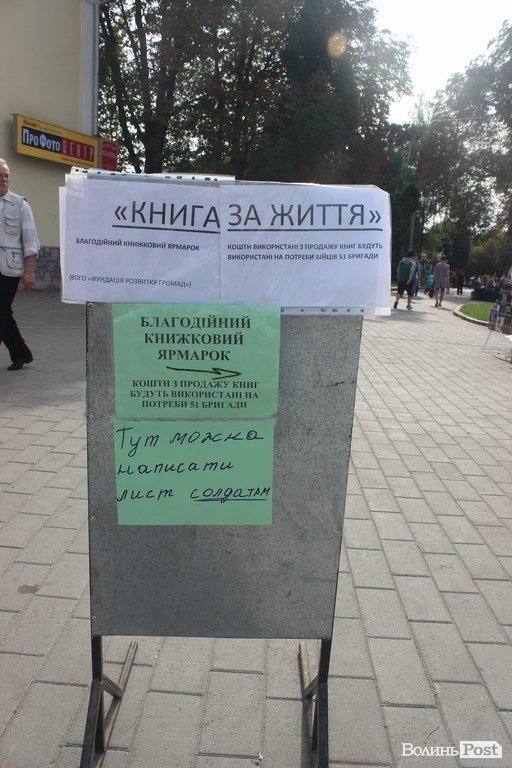 ПроФото ЦЕНТР
«КНИГА ЗА ЖИТТЯ»
БЛАГОДІЙНИЙ КНИЖКОВИЙ ЯРМАРОК
КОШТИ ВИКОРИСТАНІ З ПРОДАЖУ КНИГ БУДУТЬ
ВИКОРИСТАНІ НА ПОТРЕБИ БІЙЦІВ 51 БРИГАДИ
(ВОГО «ФУНДАЦІЯ РОЗВИТКУ ГРОМАД»)
БЛАГОДІЙНИЙ
КНИЖКОВИЙ
ЯРМАРОК
КОШТИ З ПРОДАЖУ КНИГ
БУДУТЬ ВИКОРИСТАНІ НА
ПОТРЕБИ 51 БРИГАДИ
Тут можна
написати
лист солдатам
ВолиньPost